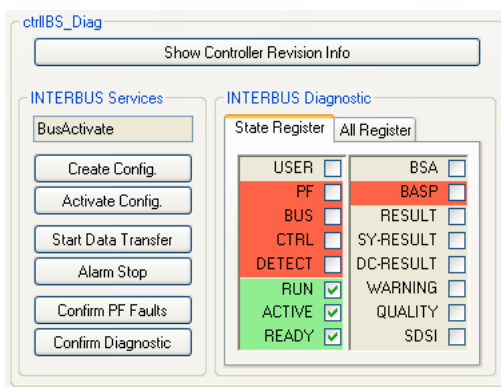 ctrlIBS_Diag
Show Controller Revision Info
INTERBUS Services
BusActivate
Create Config.
Activate Config.
Start Data Transfer
Alarm Stop
Confirm PF Faults
Confirm Diagnostic
INTERBUS Diagnostic
State Register
All Register
USER
PF
BUS
CTRL
DETECT
RUN
ACTIVE
READY
BSA
BASP
RESULT
SY-RESULT
DC-RESULT
WARNING
QUALITY
SDSI